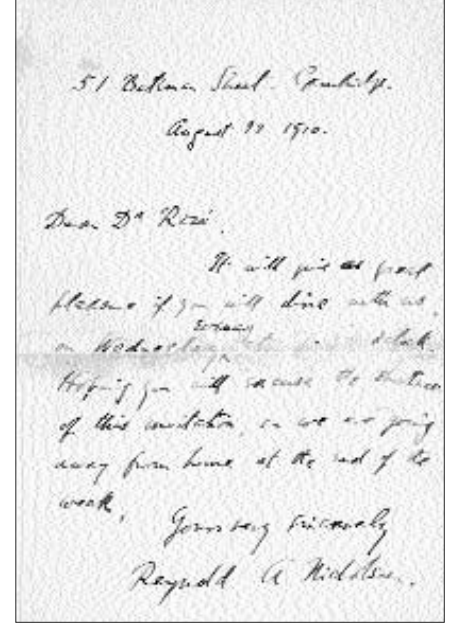 51 Bateman Street. Cambridge.
August 1910.
Dear Dr Rizá,
It will give us great
pleasure if you will dine with us,
on Wednesday evening o'clock.
Hoping you will excuse the shortness
of this invitation, as we are going
away from home at the end of the
week,
Yours very sincerely
Reynold A Nicholson.